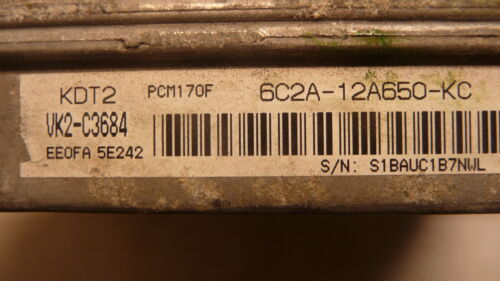 KDT2 PCM170F 6C2A-12A650-KC
VK2-C3684
EE0FA 5E242
S/N: S1BAUC1B7NWL